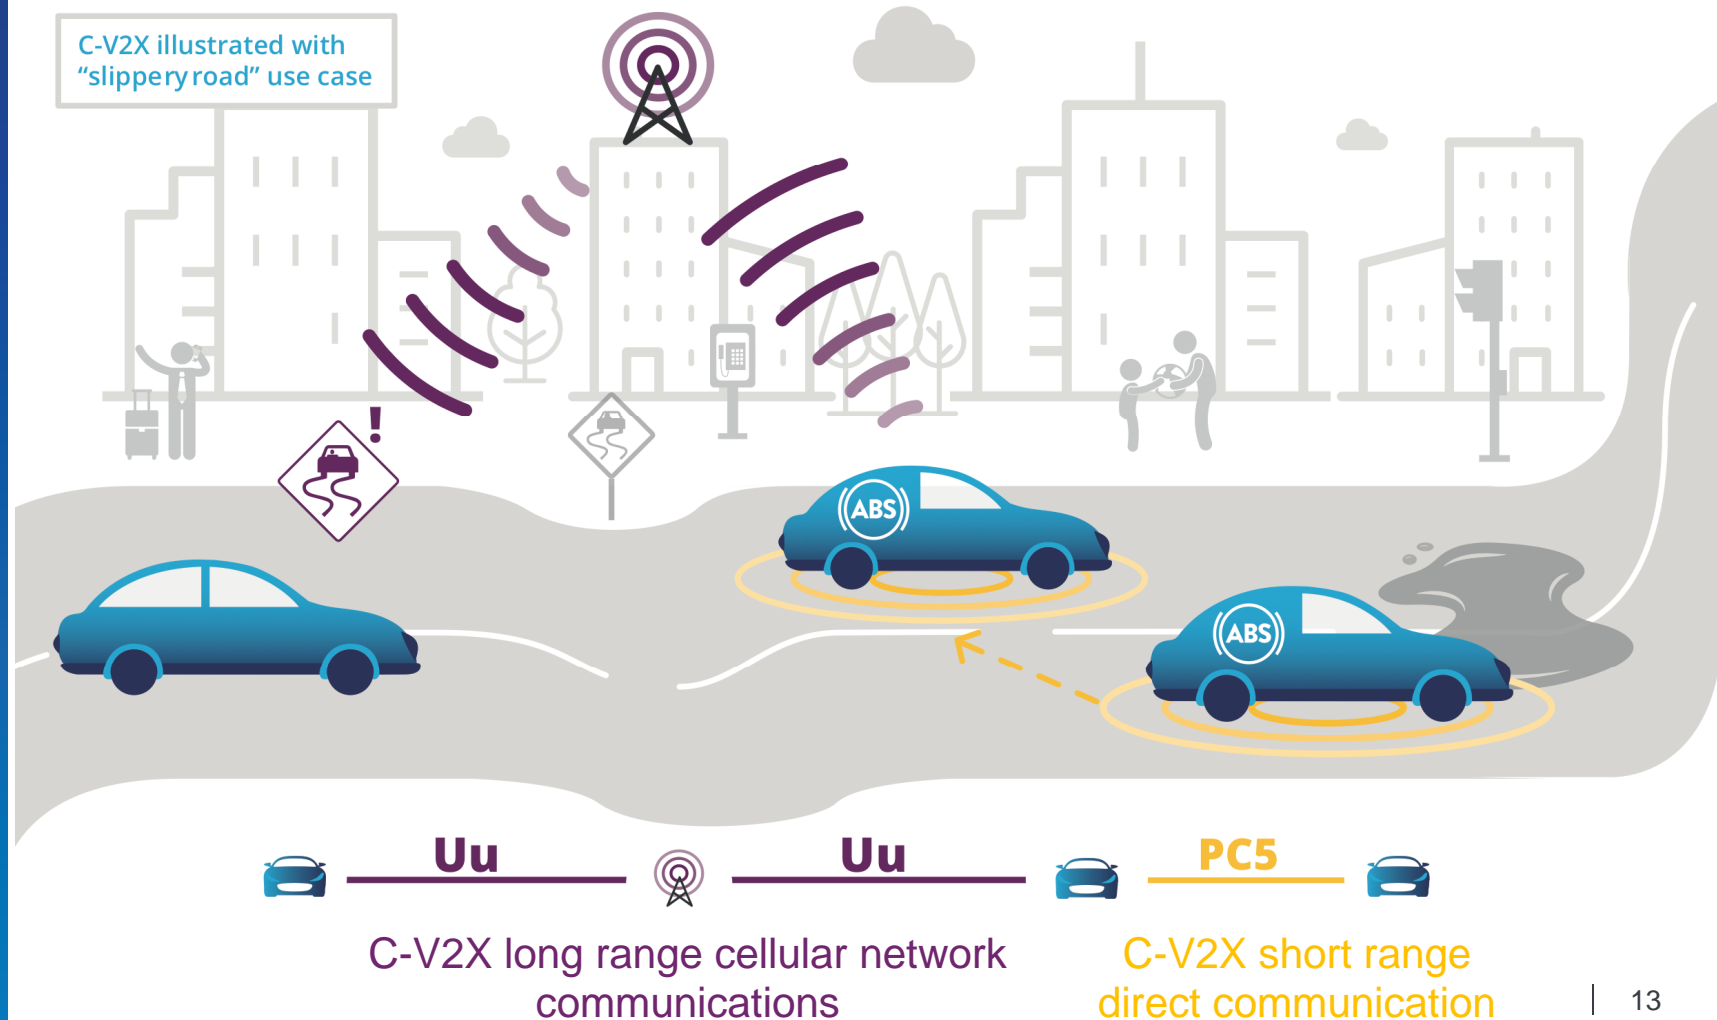 C-V2X illustrated with
“slippery road” use case
!
ABS
ABS
Uu
Uu
PC5
C-V2X long range cellular network
communications
C-V2X short range
direct communication
13